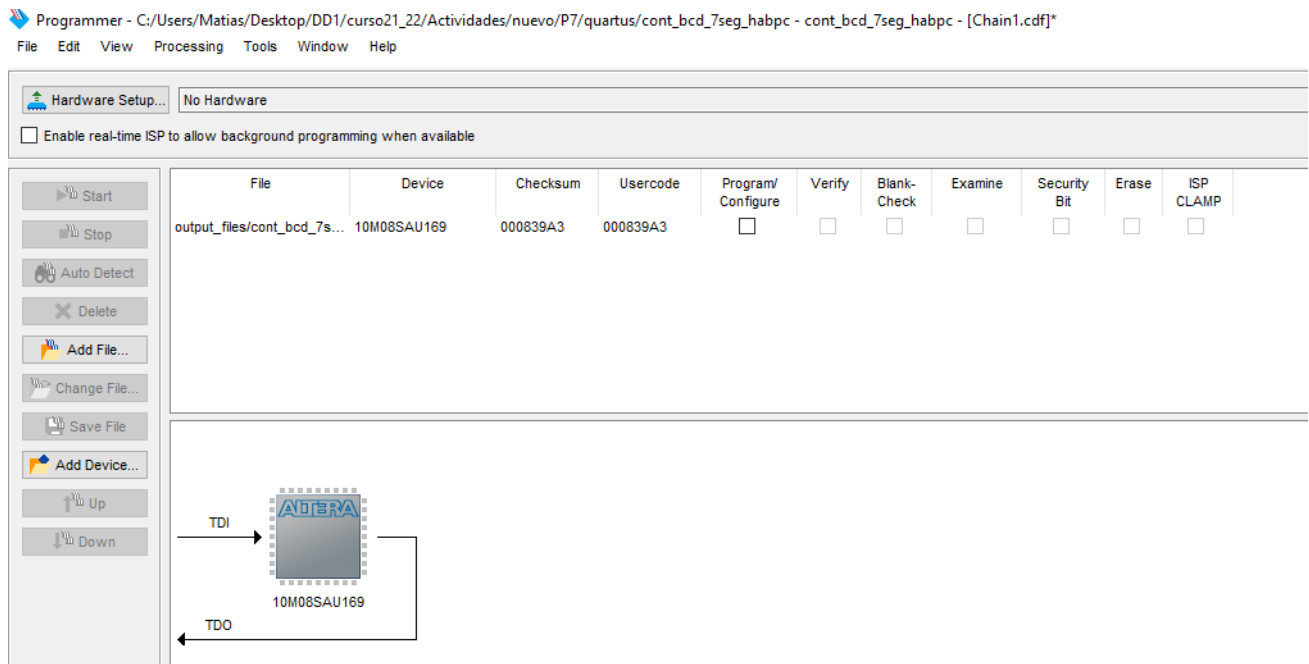 Programmer - C:/Users/Matias/Desktop/DD1/curso21_22/Actividades/nuevo/P7/quartus/cont_bcd_7seg_habpc - cont_bcd_7seg_habpc - [Chain1.cdf]*
File Edit View Processing Tools Window Help
Hardware Setup... No Hardware
Enable real-time ISP to allow background programming when available
Start
Stop
Auto Detect
Delete
Add File...
Change File...
Save File
Add Device...
Up
Down
File Device Checksum Usercode Program/ Verify Blank- Examine Security Erase ISP
Configure Check Bit CLAMP
output_files/cont_bcd_7s... 10M08SAU169 000839A3 000839A3
ALTERA
TDI
10M08SAU169
TDO